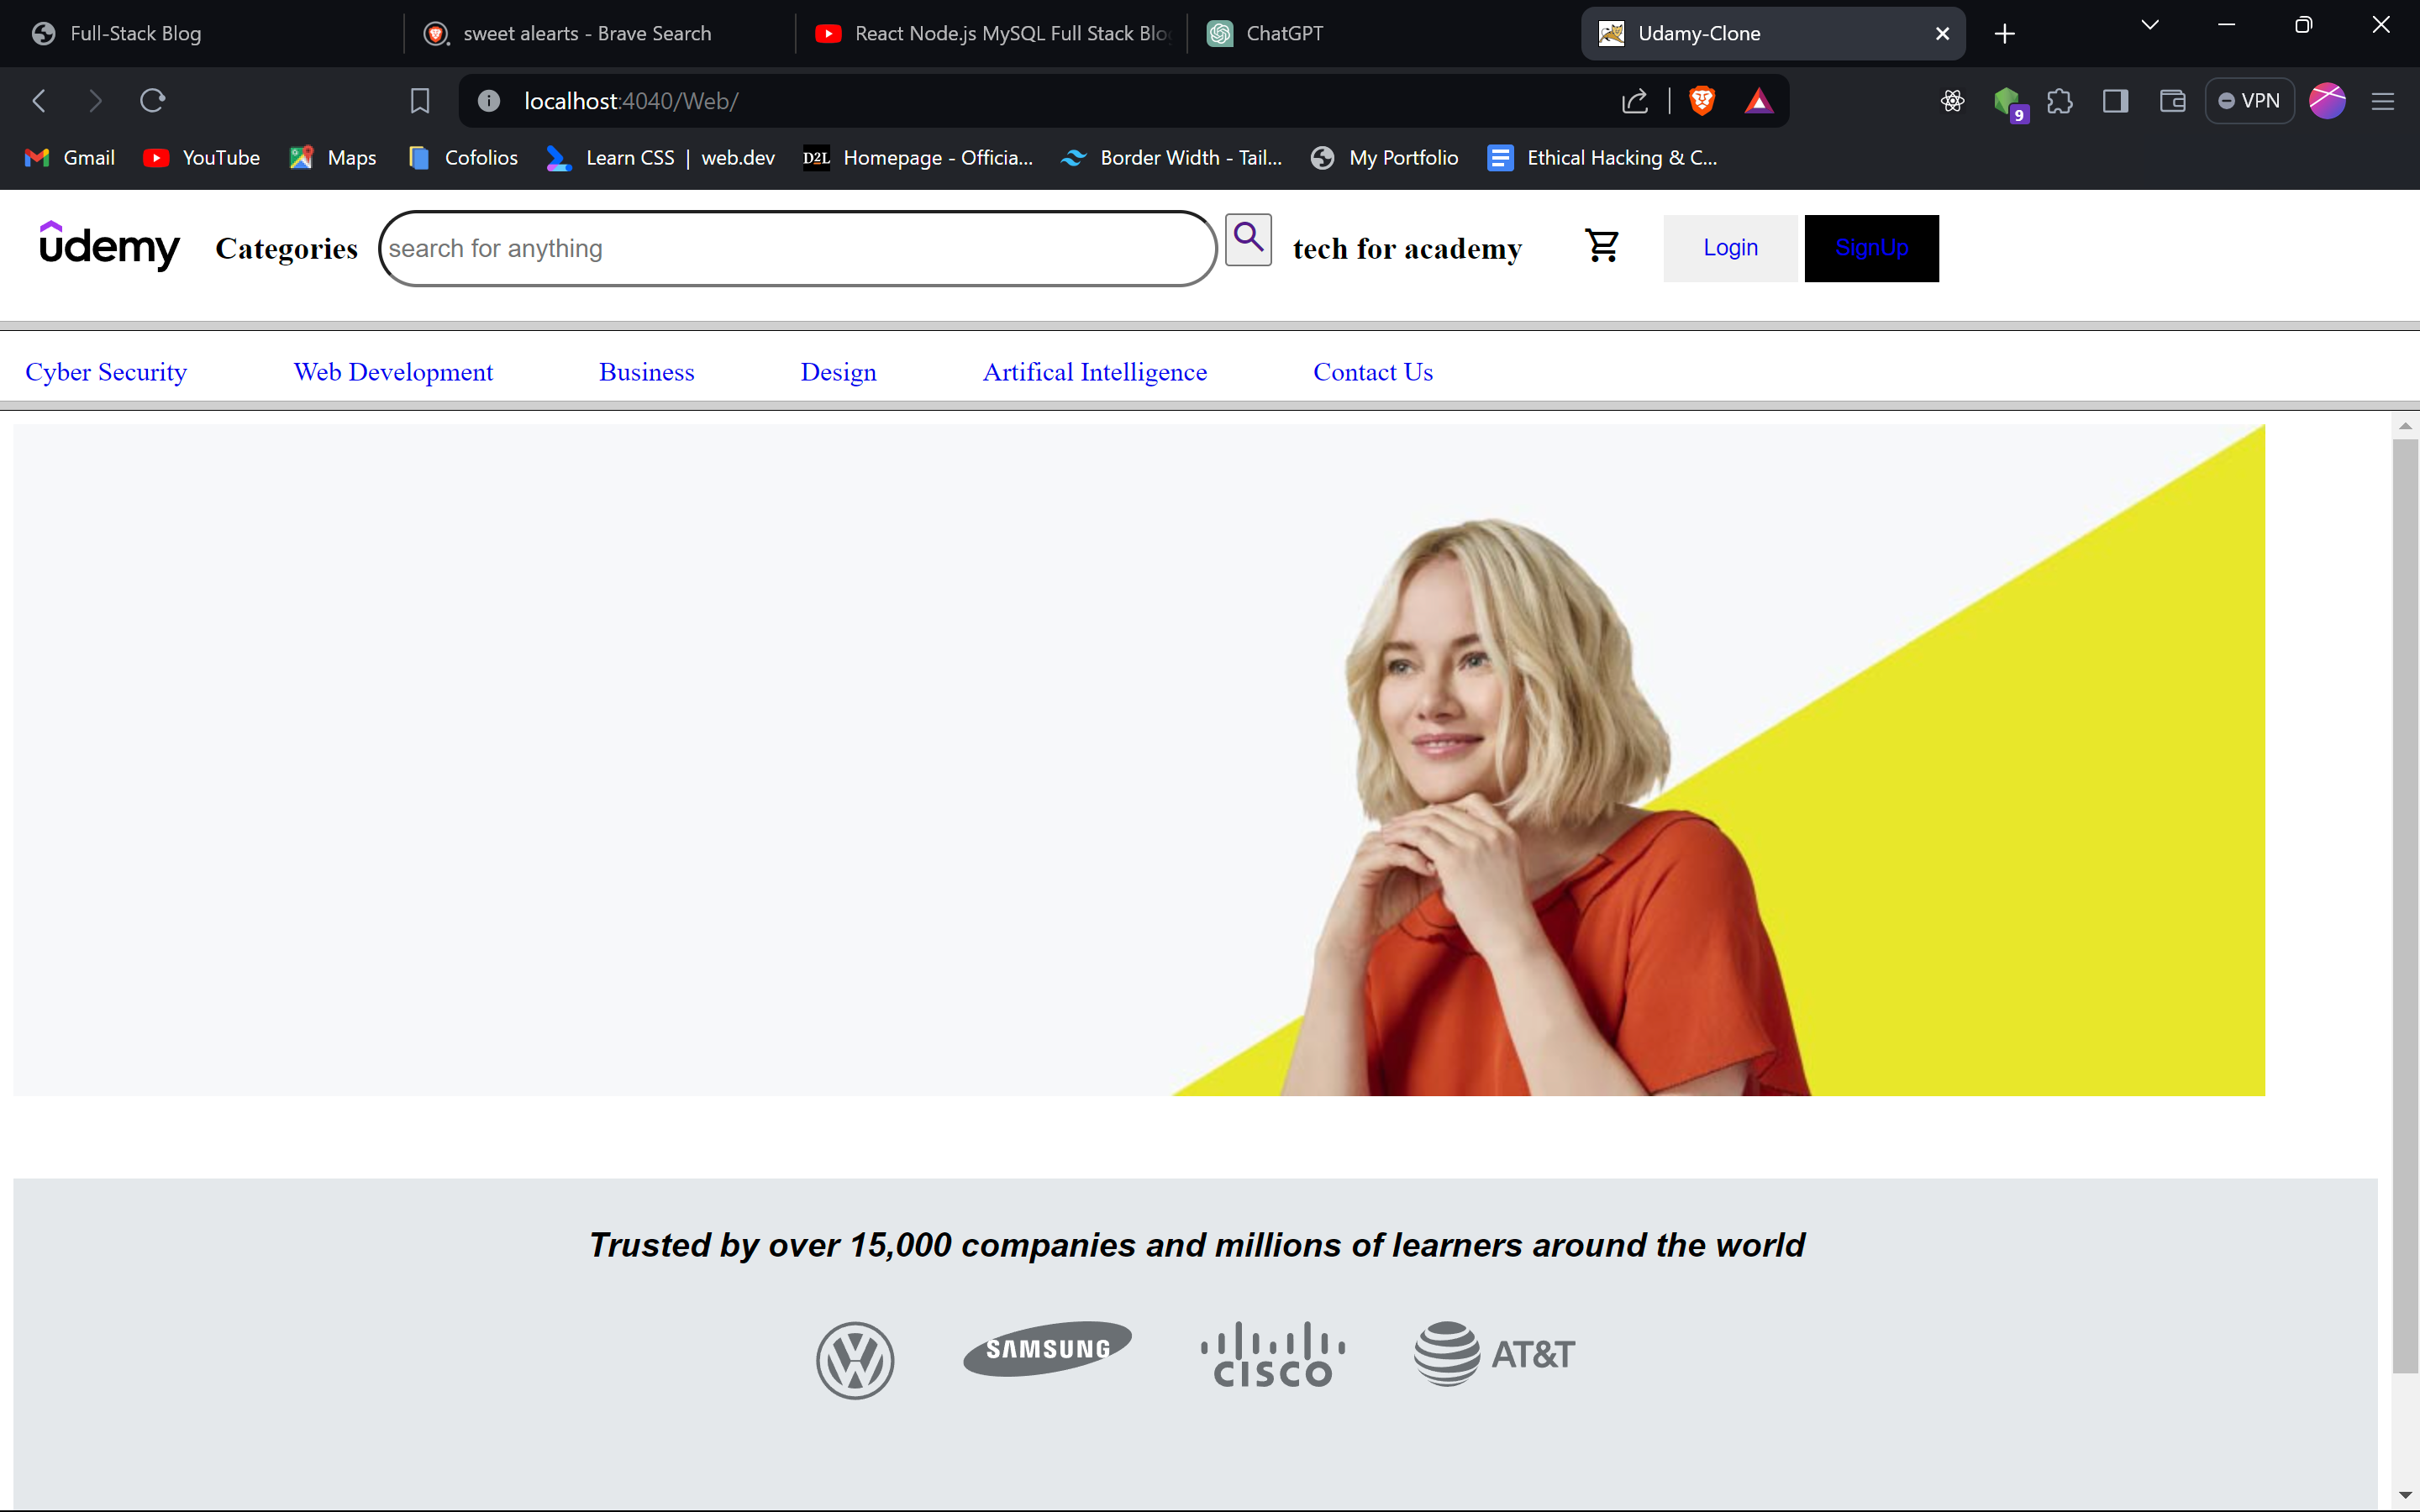 Full-Stack Blog
sweet alearts - Brave Search
React Node.js MySQL Full Stack Blo
ChatGPT
Udamy-Clone
localhost:4040/Web/
9
VPN
Gmail
YouTube
Maps
Cofolios
Learn CSS | web.dev
D2L
Homepage - Officia...
Border Width - Tail...
My Portfolio
Ethical Hacking & C...
ûdemy
Categories
search for anything
tech for academy
Login
SignUp
Cyber Security
Web Development
Business
Design
Artifical Intelligence
Contact Us
Trusted by over 15,000 companies and millions of learners around the world
SAMSUNG
CISCO
AT&T